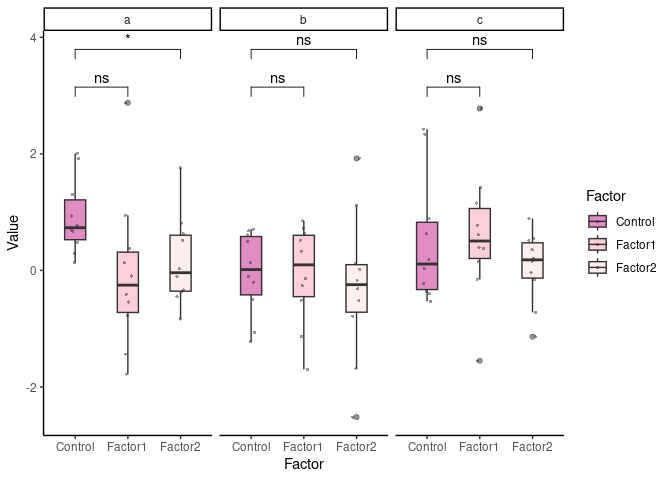 a b c
4
2
0
-2
Value
*
ns
ns
ns
ns
ns
Control Factor1 Factor2 Control Factor1 Factor2 Control Factor1 Factor2
Factor
Factor
Control
Factor1
Factor2